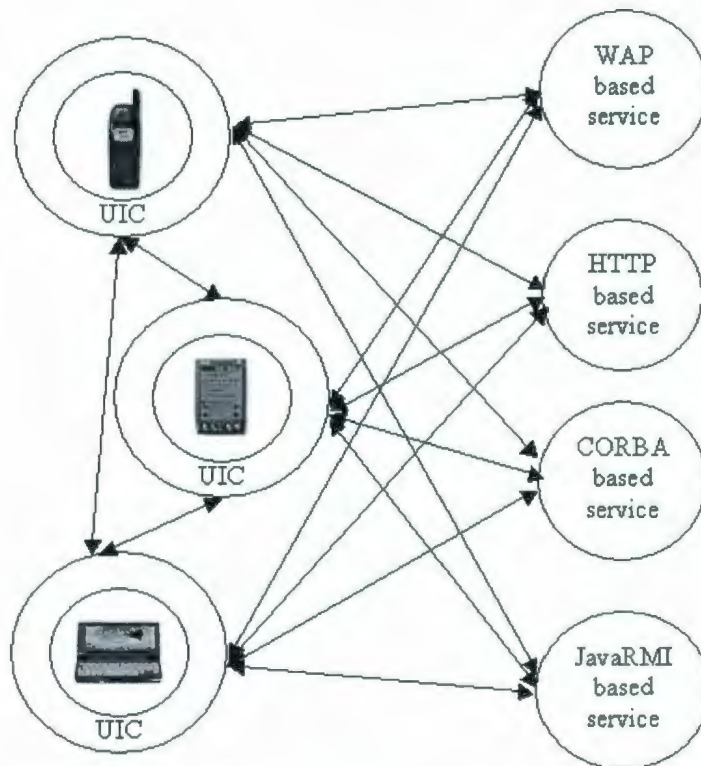 WAP
based
service
UIC
HTTP
based
service
UIC
CORBA
based
service
JavaRMI
based
service
UIC